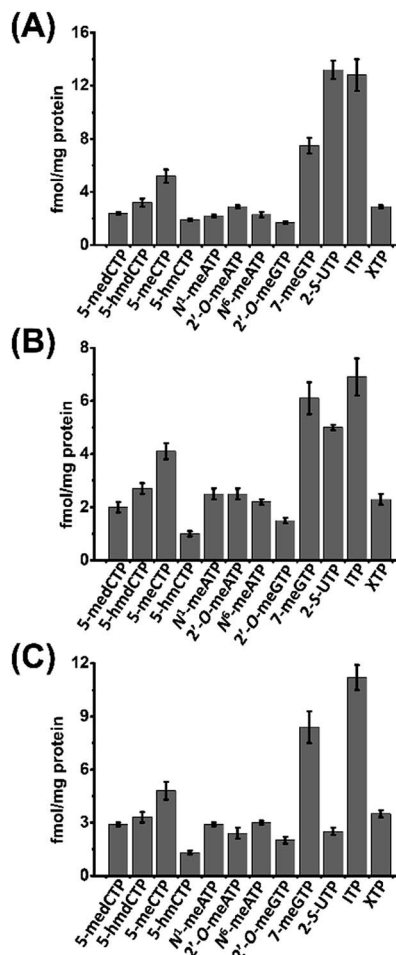 (A)
fmol/mg protein
16
12
8
4
0
5-medCTP
5-hmdCTP
5-meCTP
5-hmCTP
N¹-meATP
2'-O-meATP
N⁶-meATP
2'-O-meGTP
7-meGTP
2-S-UTP
ITP
XTP
(B)
fmol/mg protein
8
6
4
2
0
5-medCTP
5-hmdCTP
5-meCTP
5-hmCTP
N¹-meATP
2'-O-meATP
N⁶-meATP
2'-O-meGTP
7-meGTP
2-S-UTP
ITP
XTP
(C)
fmol/mg protein
12
9
6
3
0
5-medCTP
5-hmdCTP
5-meCTP
5-hmCTP
N¹-meATP
2'-O-meATP
N⁶-meATP
2'-O-meGTP
7-meGTP
2-S-UTP
ITP
XTP